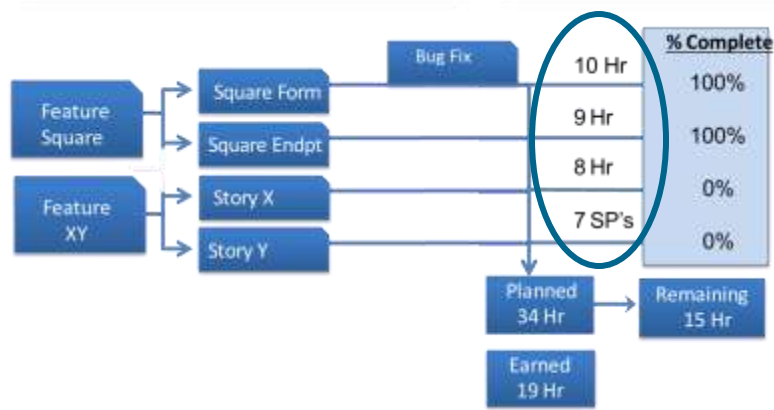 Bug Fix
% Complete
10 Hr
100%
Square Form
Feature
Square
9 Hr
100%
Square Endpt
8 Hr
0%
Story X
Feature
XY
7 SP's
0%
Story Y
Planned
34 Hr
Remaining
15 Hr
Earned
19 Hr